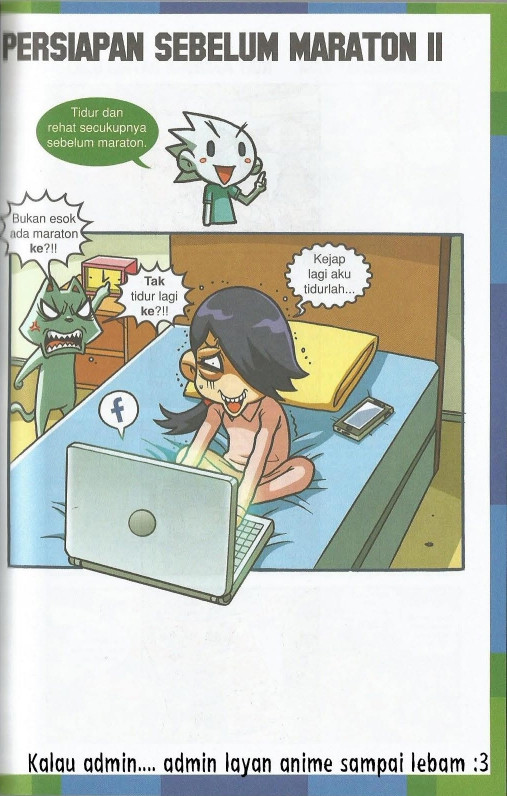 PERSIAPAN SEBELUM MARATON II
Tidur dan
rehat secukupnya
sebelum maraton.
Bukan esok
ada maraton
ke?!!
Tak
tidur lagi
ke?!!
Kejap
lagi aku
tidurlah...
f
Kalau admin.... admin layan anime sampai lebam :3